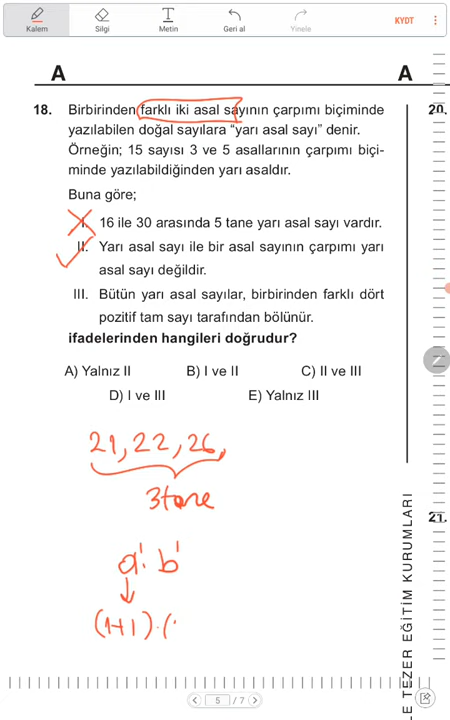 Kalem Silgi Metin Geri al Yinele KYDT
A A
18. Birbirinden farklı iki asal sayının çarpımı biçiminde
yazılabilen doğal sayılara “yarı asal sayı” denir.
Örneğin; 15 sayısı 3 ve 5 asallarının çarpımı biçi-
minde yazılabildiğinden yarı asaldır.
Buna göre;
I. 16 ile 30 arasında 5 tane yarı asal sayı vardır.
II. Yarı asal sayı ile bir asal sayının çarpımı yarı
asal sayı değildir.
III. Bütün yarı asal sayılar, birbirinden farklı dört
pozitif tam sayı tarafından bölünür.
ifadelerinden hangileri doğrudur?
A) Yalnız II B) I ve II C) II ve III
D) I ve III E) Yalnız III
21, 22, 26,
3 tane
a¹. b¹
(1+1).(
20.
21.
E TEZER EĞİTİM KURUMLARI
5 / 7